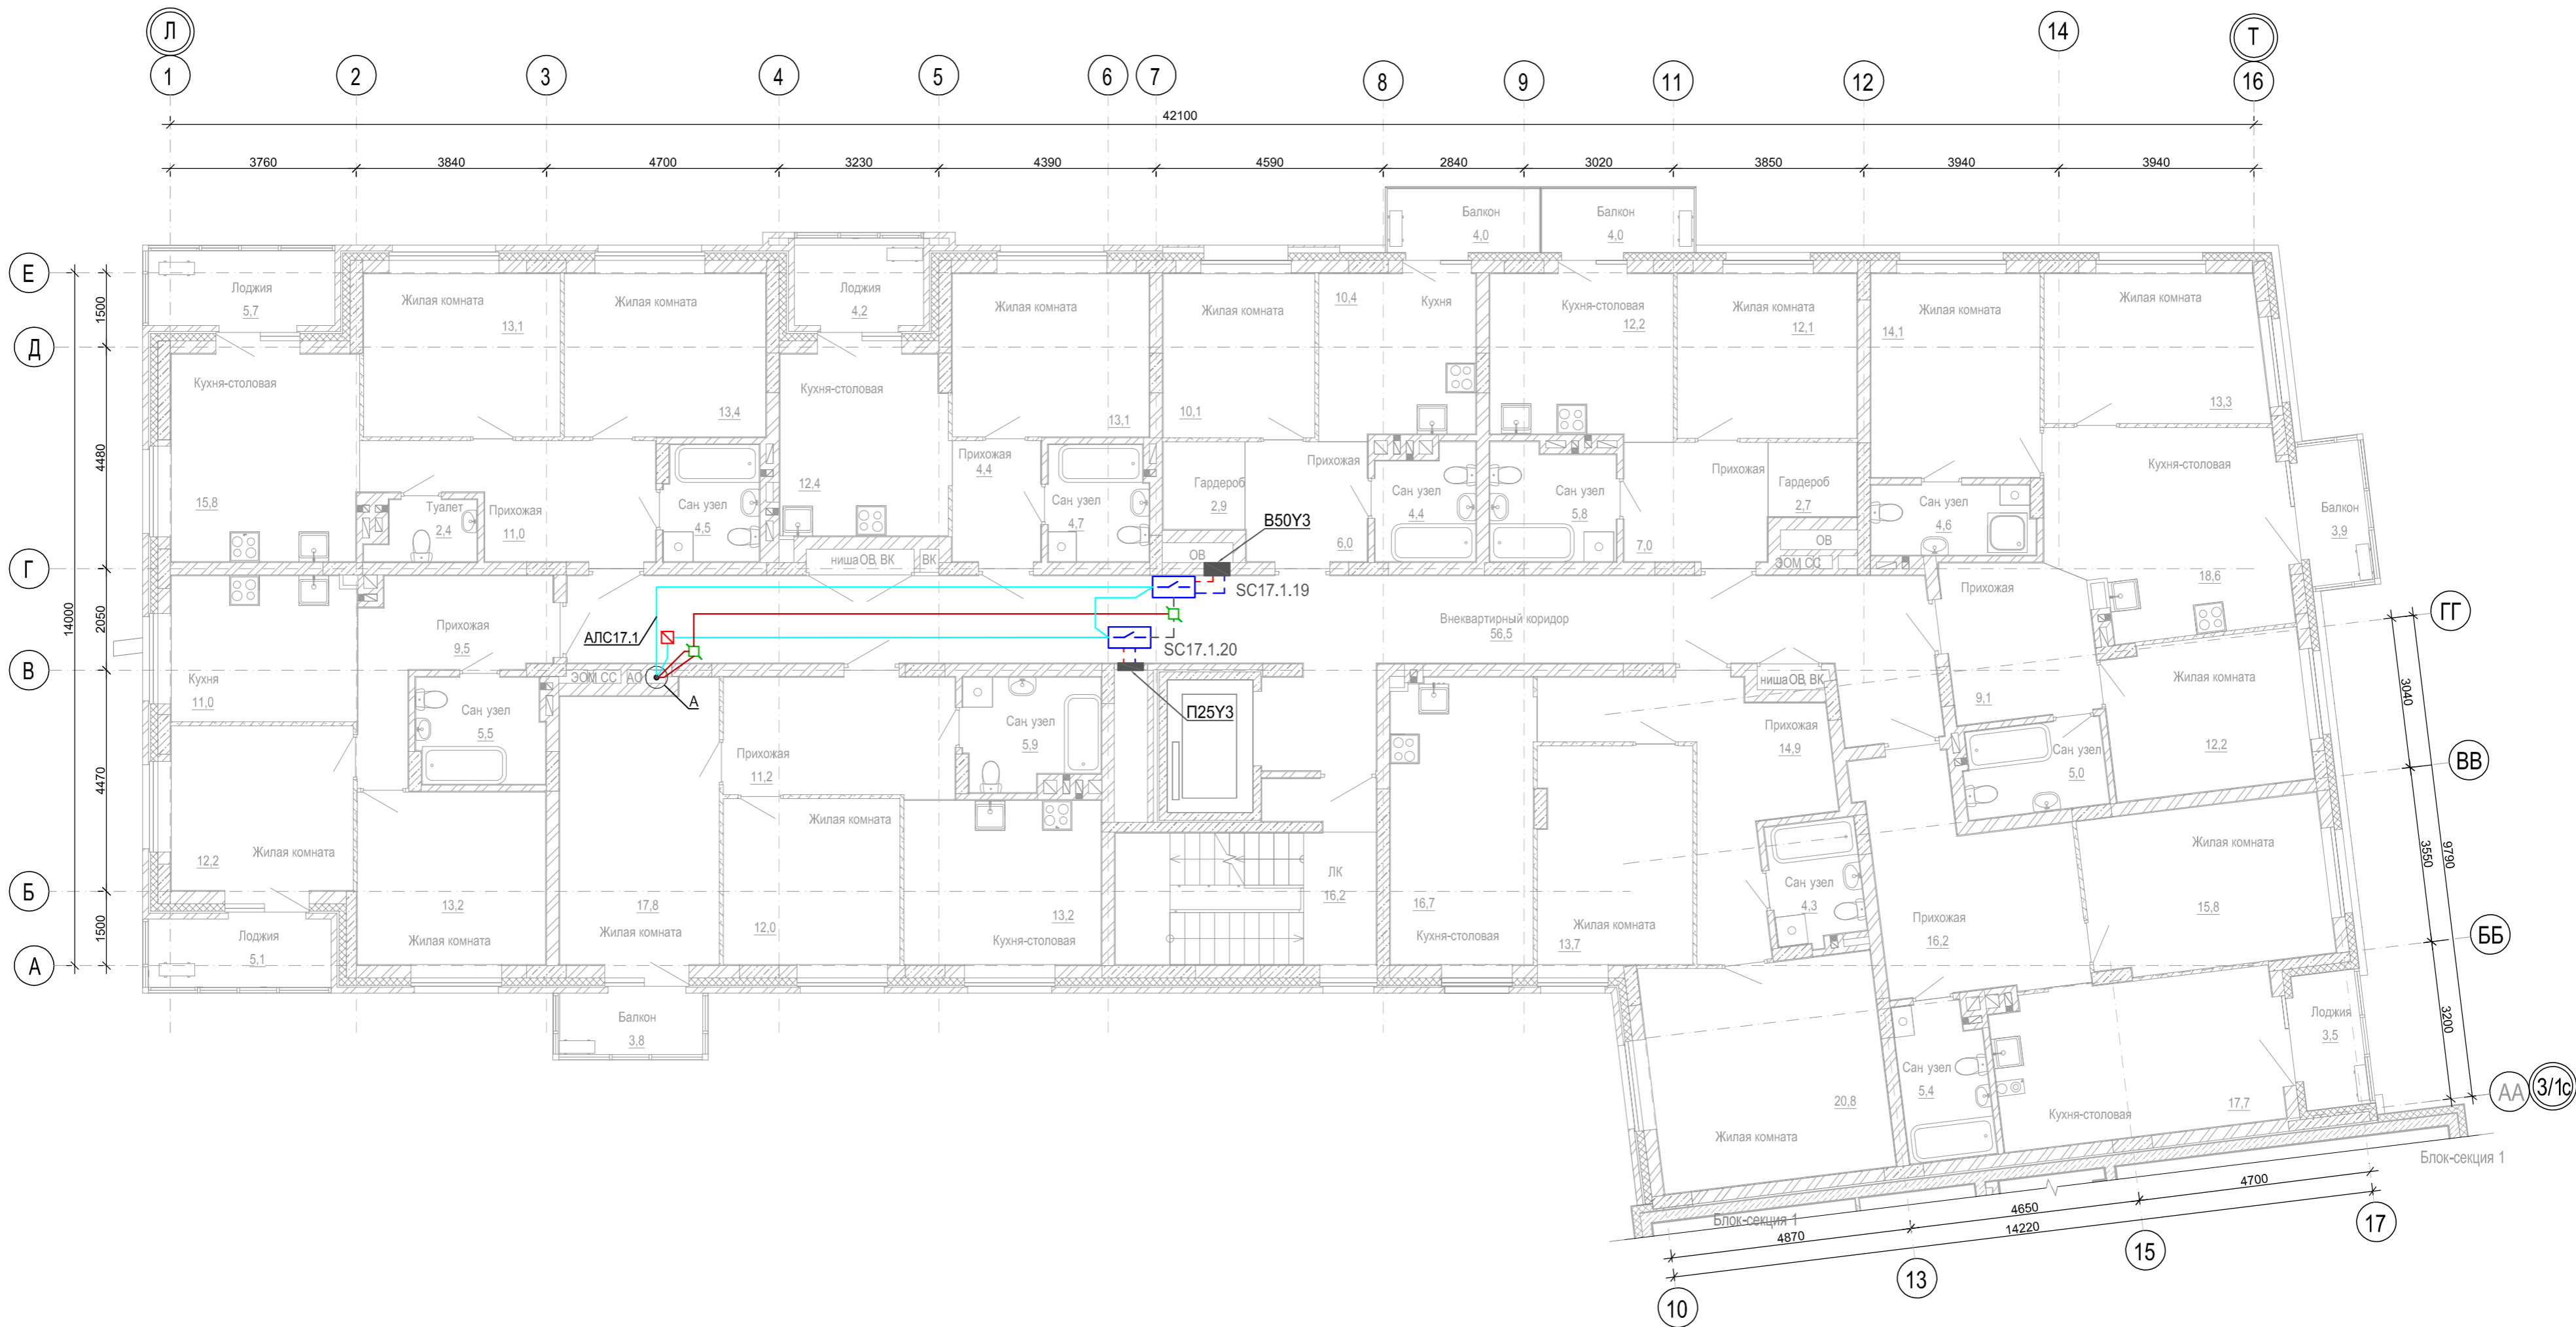 Л
14
Т
1
2
3
4
5
6
7
8
9
11
12
16
42100
3760
3840
4700
3230
4390
4590
2840
3020
3850
3940
3940
Балкон
4,0
Балкон
4,0
Е
Д
Г
В
Б
А
1500
4480
2050
4470
1500
14000
Лоджия
5,7
Жилая комната
13,1
Жилая комната
13,4
Лоджия
4,2
Жилая комната
13,1
Жилая комната
10,1
10,4
Кухня
Кухня-столовая
12,2
Жилая комната
12,1
Жилая комната
14,1
Жилая комната
13,3
Кухня-столовая
15,8
Кухня-столовая
12,4
Туалет
2,4
Прихожая
11,0
Сан. узел
4,5
Прихожая
4,4
Сан. узел
4,7
Гардероб
2,9
Прихожая
6,0
Сан. узел
4,4
Сан. узел
5,8
Прихожая
7,0
Гардероб
2,7
Сан. узел
4,6
Кухня-столовая
18,6
Балкон
3,9
ниша ОВ, ВК
ВК
ОВ
В50Y3
ОВ
ЭОМ СС
SC17.1.19
АЛС17.1
SC17.1.20
П25Y3
А
Внеквартирный коридор
56,5
Прихожая
9,1
Прихожая
9,5
Кухня
11,0
ЭОМ СС
АО
Сан. узел
5,5
Прихожая
11,2
Сан. узел
5,9
ниша ОВ, ВК
Прихожая
14,9
Жилая комната
12,2
Сан. узел
5,0
ГГ
ВВ
ББ
АА
3/1с
3040
3550
3200
9790
Жилая комната
12,2
13,2
Жилая комната
17,8
Жилая комната
Жилая комната
12,0
13,2
Кухня-столовая
ЛК
16,2
16,7
Кухня-столовая
Жилая комната
13,7
Сан. узел
4,3
Прихожая
16,2
Жилая комната
15,8
Лоджия
5,1
Балкон
3,8
Лоджия
3,5
Сан. узел
5,4
20,8
Жилая комната
Кухня-столовая
17,7
Блок-секция 1
Блок-секция 1
4870
4650
4700
14220
10
13
15
17